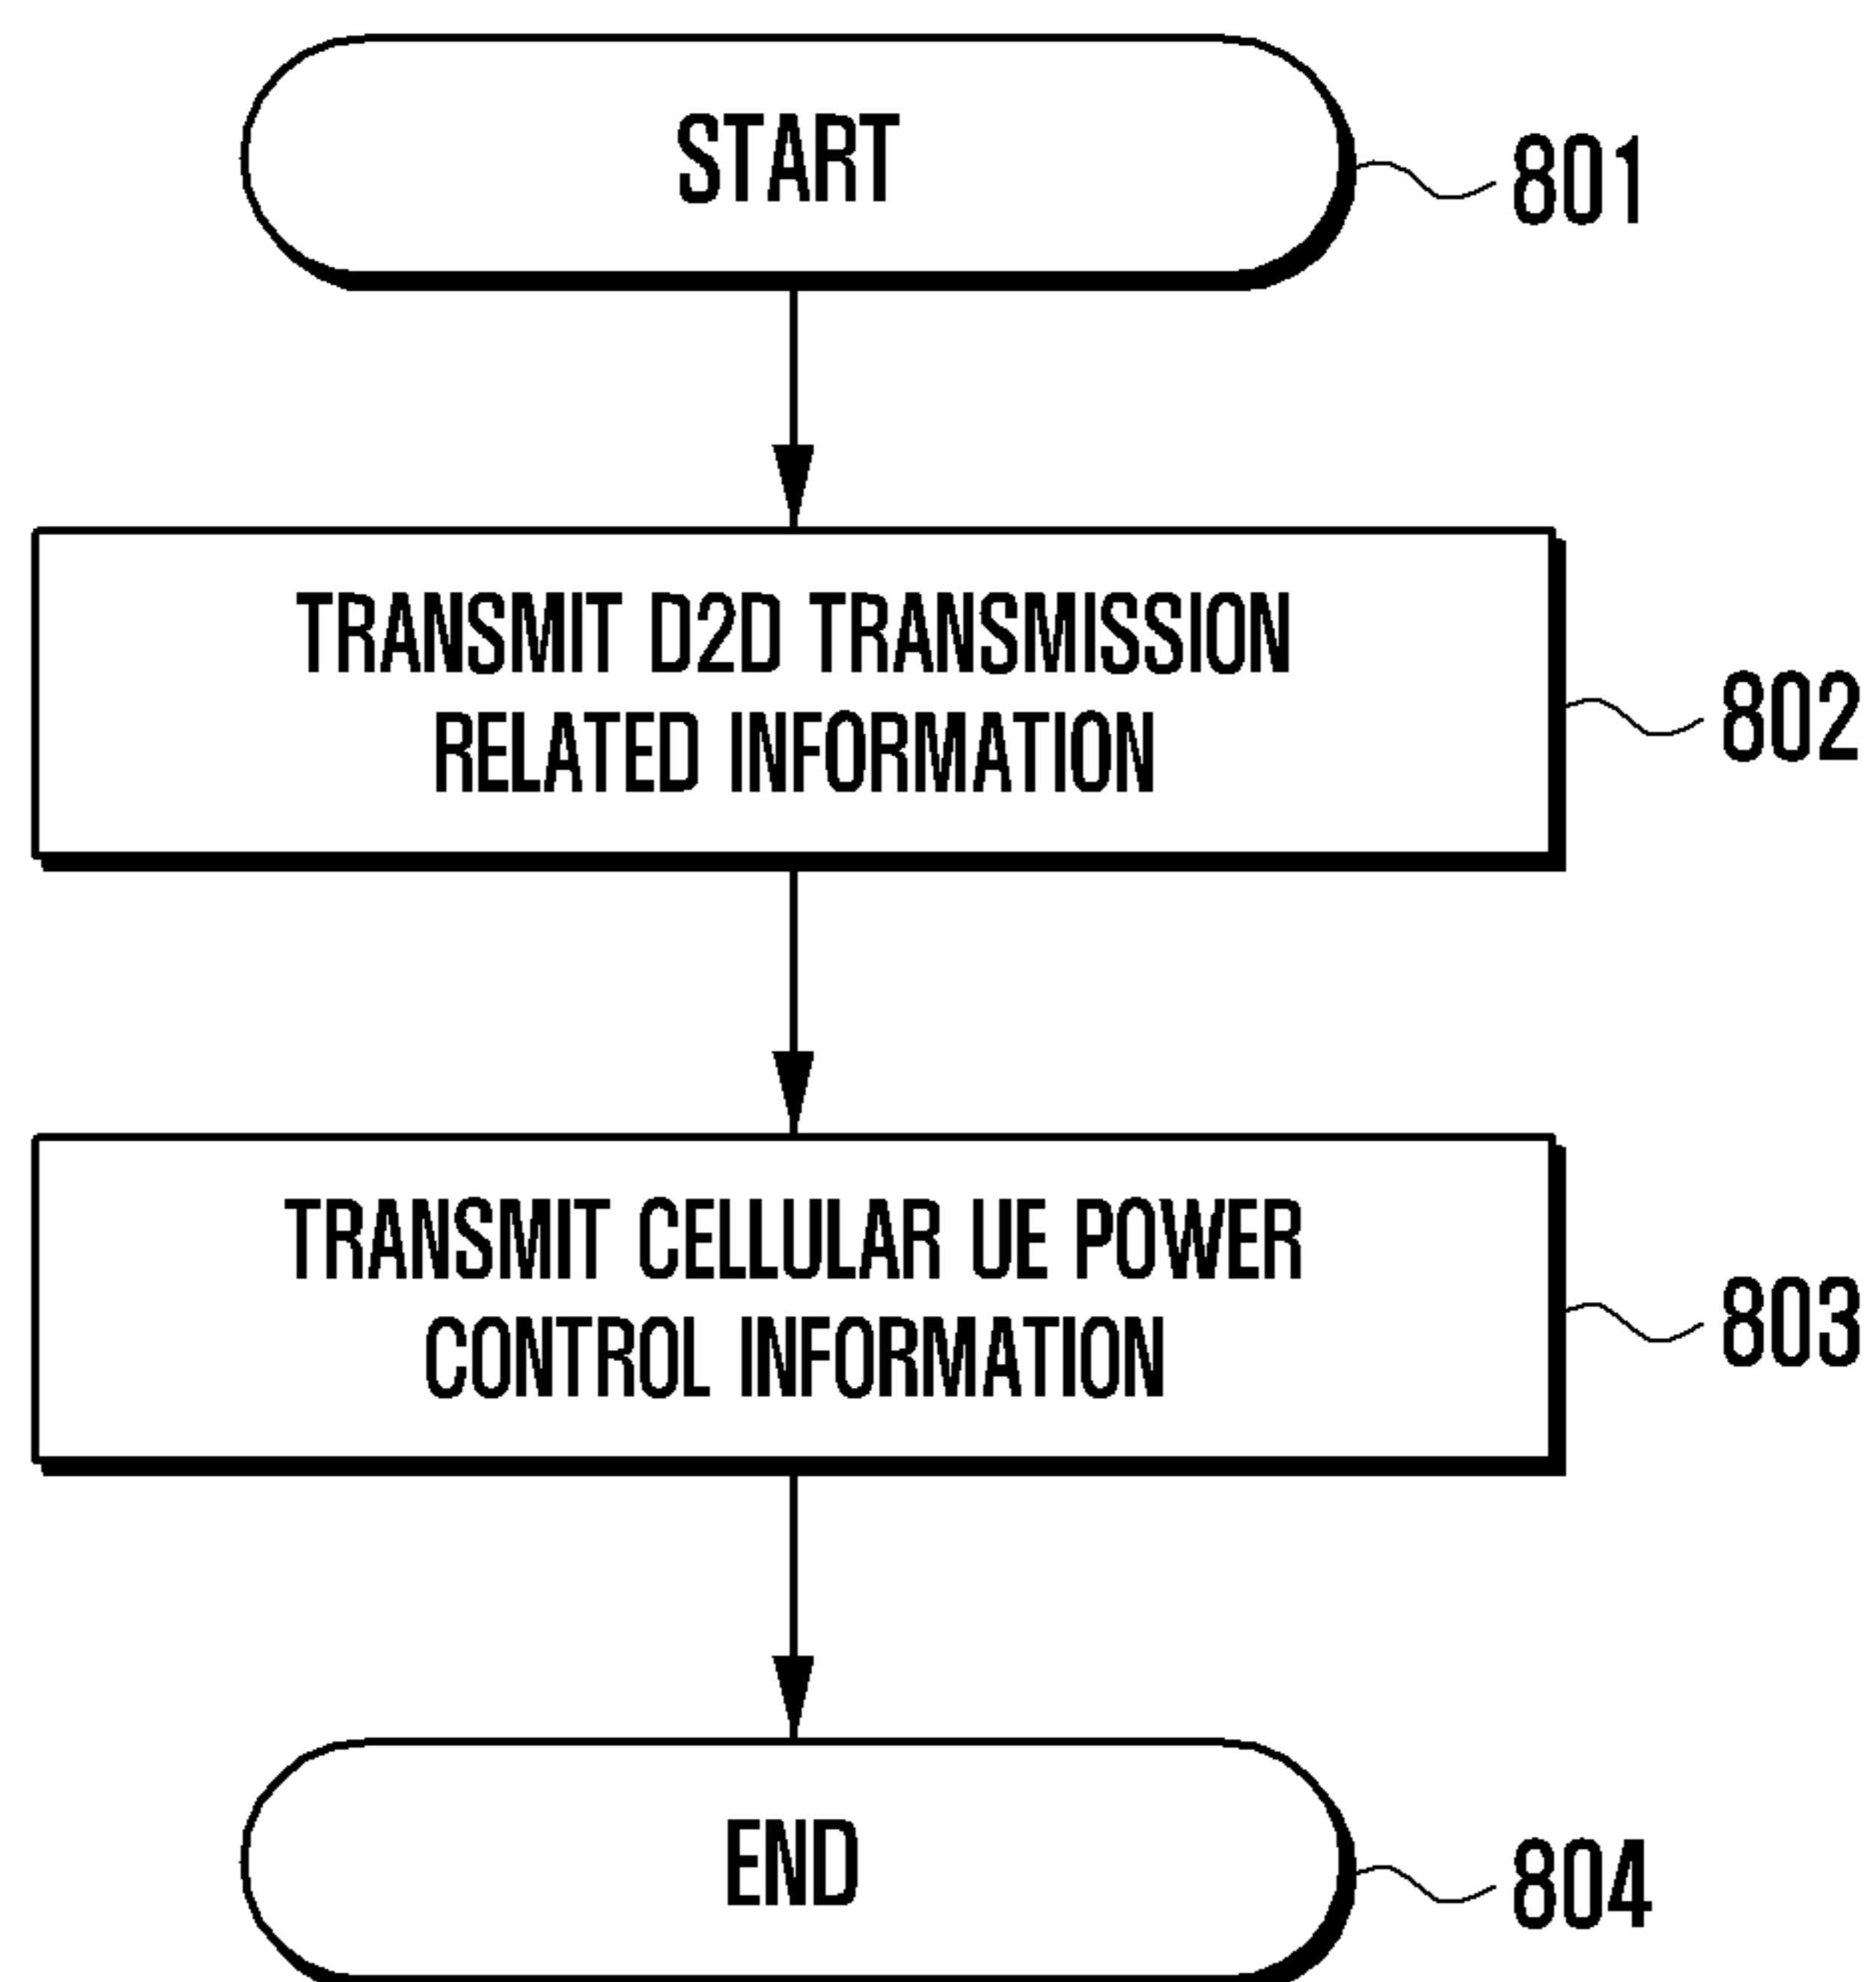 START
801
TRANSMIT D2D TRANSMISSION
RELATED INFORMATION
802
TRANSMIT CELLULAR UE POWER
CONTROL INFORMATION
803
END
804